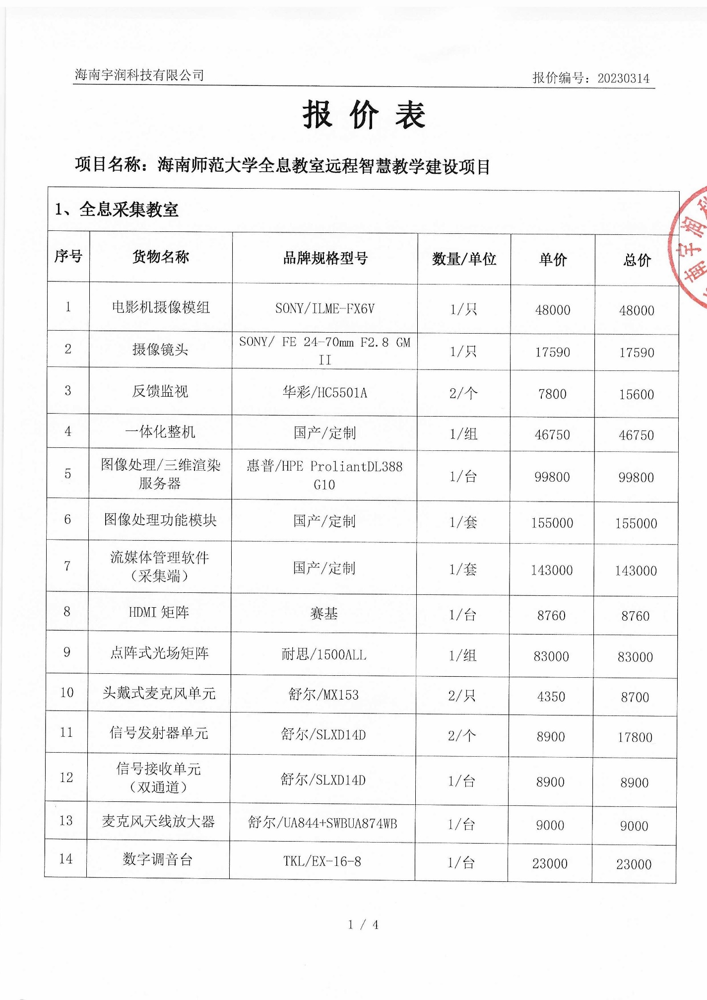 海南宇润科技有限公司
报价编号：20230314
报 价 表
项目名称：海南师范大学全息教室远程智慧教学建设项目
1、全息采集教室
序号 货物名称 品牌规格型号 数量/单位 单价 总价
1 电影机摄像模组 SONY/ILME-FX6V 1/只 48000 48000
2 摄像镜头 SONY/ FE 24-70mm F2.8 GM
II 1/只 17590 17590
3 反馈监视 华彩/HC5501A 2/个 7800 15600
4 一体化整机 国产/定制 1/组 46750 46750
5 图像处理/三维渲染
服务器 惠普/HPE ProliantDL388
G10 1/台 99800 99800
6 图像处理功能模块 国产/定制 1/套 155000 155000
7 流媒体管理软件
（采集端） 国产/定制 1/套 143000 143000
8 HDMI 矩阵 赛基 1/台 8760 8760
9 点阵式光场矩阵 耐思/1500ALL 1/组 83000 83000
10 头戴式麦克风单元 舒尔/MX153 2/只 4350 8700
11 信号发射器单元 舒尔/SLXD14D 2/个 8900 17800
12 信号接收单元
（双通道） 舒尔/SLXD14D 1/台 8900 8900
13 麦克风天线放大器 舒尔/UA844+SWBUA874WB 1/台 9000 9000
14 数字调音台 TKL/EX-16-8 1/台 23000 23000
南宇润科
1 / 4